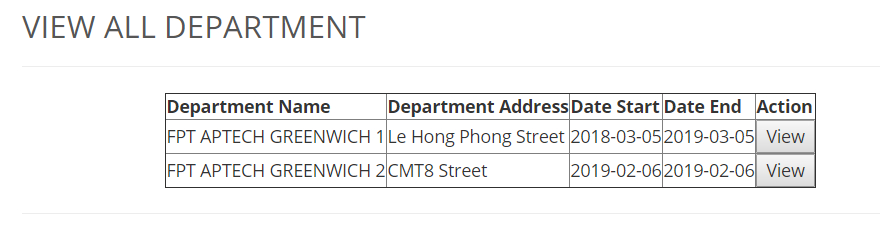 VIEW ALL DEPARTMENT
Department Name Department Address Date Start Date End Action
FPT APTECH GREENWICH 1 Le Hong Phong Street 2018-03-05 2019-03-05 View
FPT APTECH GREENWICH 2 CMT8 Street 2019-02-06 2019-02-06 View